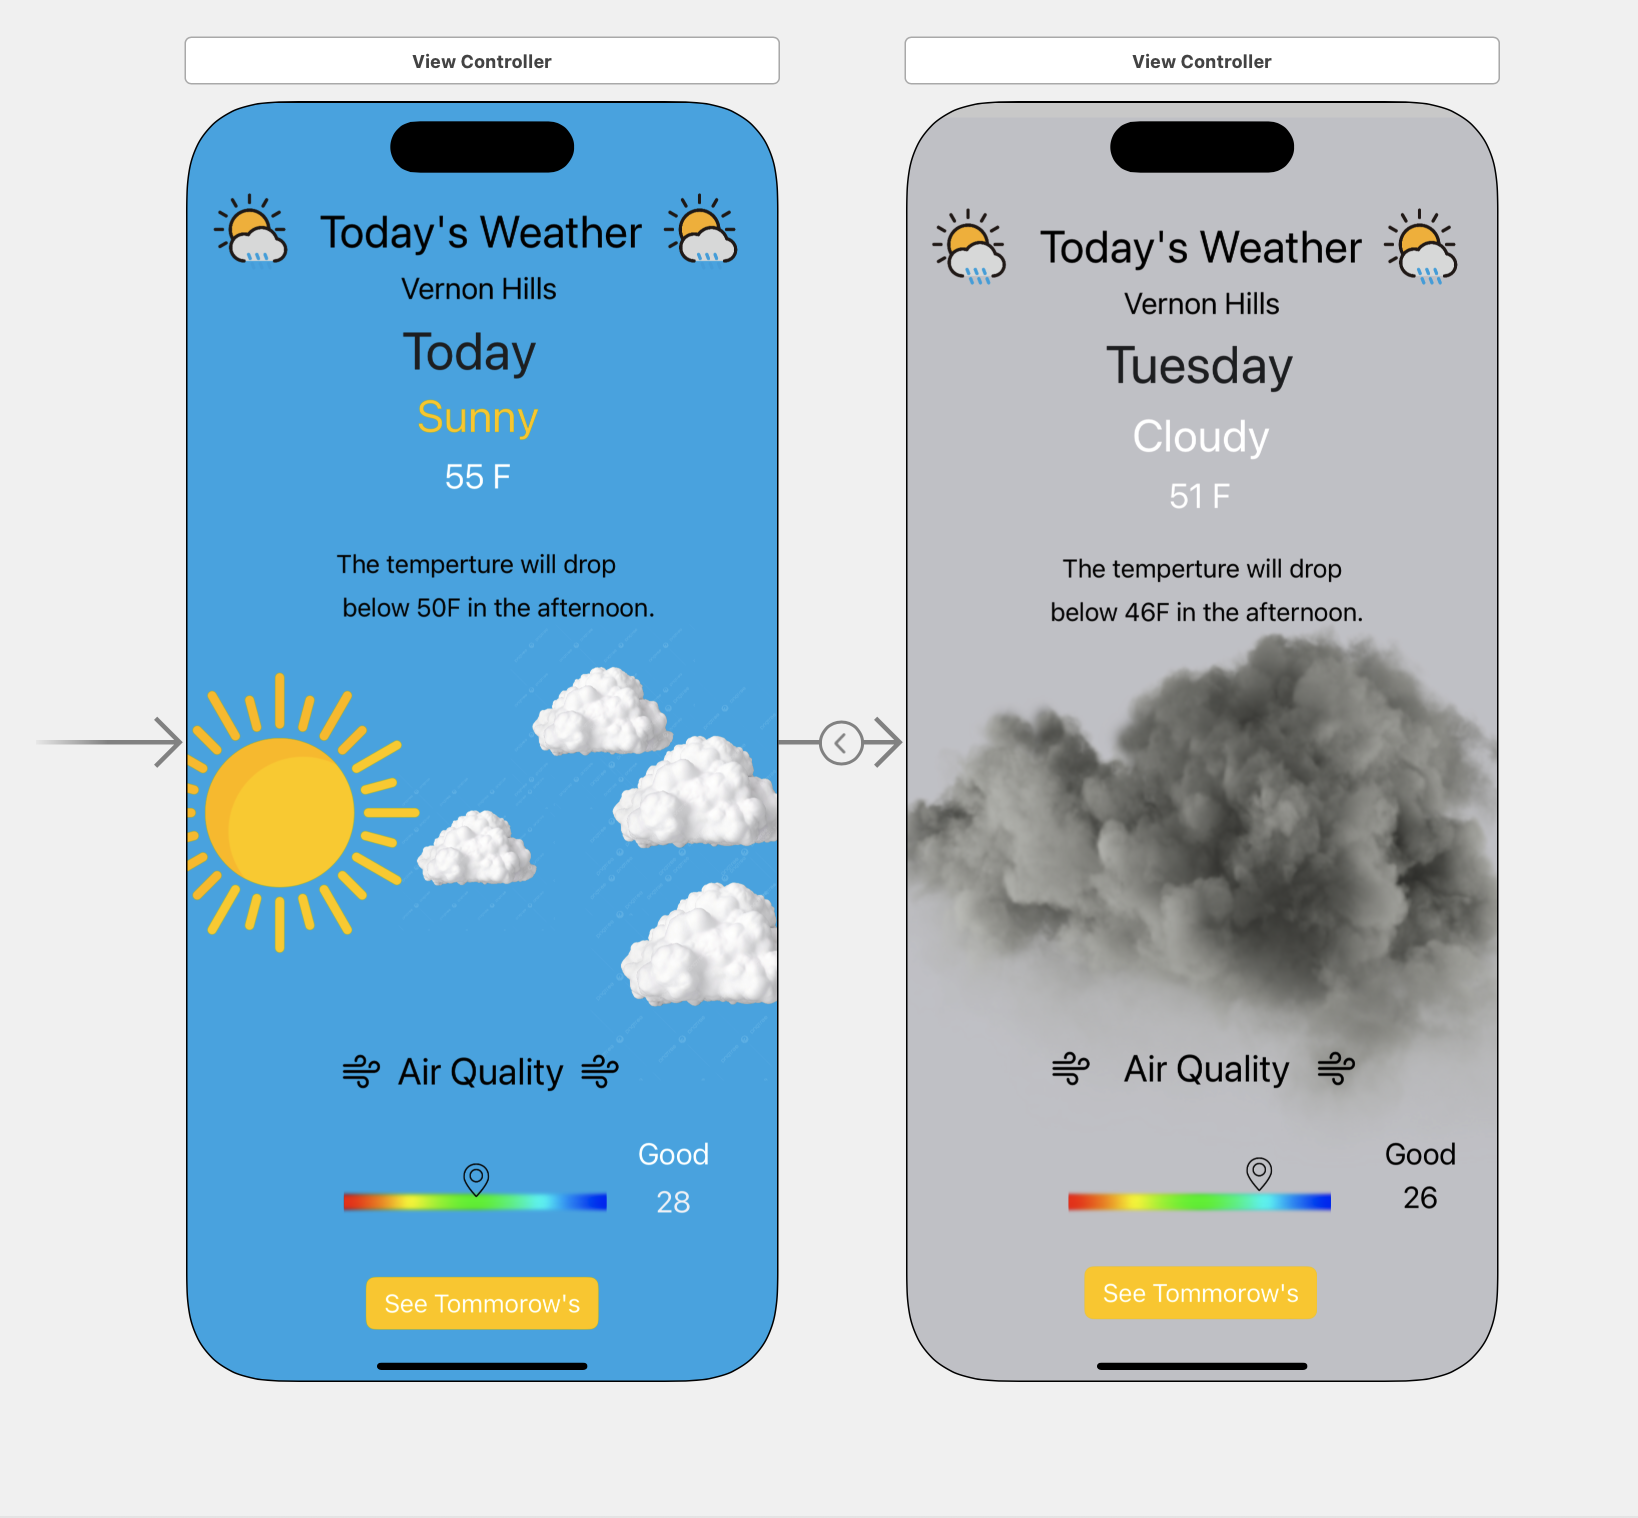 View Controller
Today's Weather
Vernon Hills
Today
Sunny
55 F
The temperture will drop
below 50F in the afternoon.
Air Quality
Good
28
See Tommorow's
View Controller
Today's Weather
Vernon Hills
Tuesday
Cloudy
51 F
The temperture will drop
below 46F in the afternoon.
Air Quality
Good
26
See Tommorow's